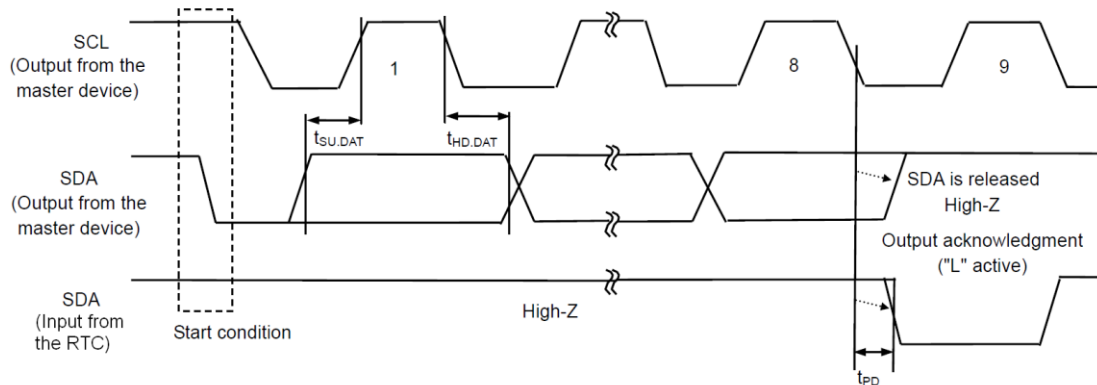 SCL
(Output from the
master device)
1
8
9
tSU.DAT
tHD.DAT
SDA
(Output from the
master device)
SDA is released
High-Z
Output acknowledgment
("L" active)
SDA
(Input from
the RTC)
Start condition
High-Z
tPD